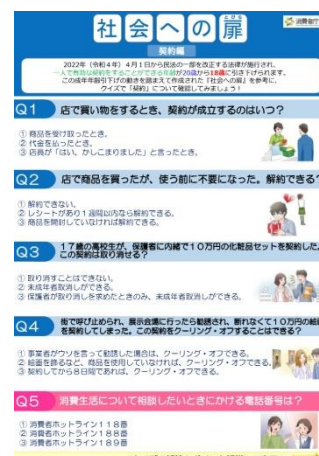 社会への扉
とびら
消費者庁
契約編
2022年（令和4年）4月1日から民法の一部を改正する法律が施行され、
一人で有効な契約をすることができる年齢が20歳から18歳に引き下げられます。
この成年年齢引下げの動きを踏まえて作成された「社会への扉」を参考に、
クイズで「契約」について確認してみましょう！
Q1 店で買い物をするとき、契約が成立するのはいつ？
① 商品を受け取ったとき。
② 代金を払ったとき。
③ 店員が「はい、かしこまりました」と言ったとき。
Q2 店で商品を買ったが、使う前に不要になった。解約できる？
① 解約できない。
② レシートがあり1週間以内なら解約できる。
③ 商品を開封していなければ解約できる。
Q3 17歳の高校生が、保護者に内緒で10万円の化粧品セットを契約した。
この契約は取り消せる？
① 取り消すことはできない。
② 未成年者取消しができる。
③ 保護者が取り消しを求めたときのみ、未成年者取消しができる。
Q4 街で呼び止められ、展示会場に行ったら勧誘され、断れなくて10万円の絵
を契約してしまった。この契約をクーリング・オフすることはできる？
① 事業者がウソを言って勧誘した場合は、クーリング・オフできる。
② 絵画を飾るなど、商品を使用していなければ、クーリング・オフできる。
③ 契約してから8日間であれば、クーリング・オフできる。
Q5 消費生活について相談したいときにかける電話番号は？
① 消費者ホットライン118番
② 消費者ホットライン188番
③ 消費者ホットライン189番